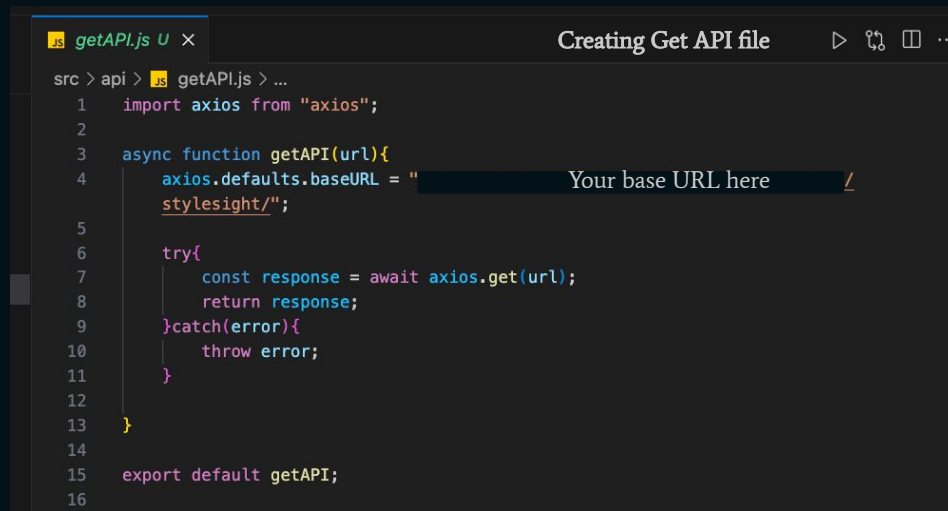 JS getAPI.js U ×
Creating Get API file
src > api > JS getAPI.js > ...
1 import axios from "axios";
2
3 async function getAPI(url){
4 axios.defaults.baseURL = " Your base URL here /
stylesight/";
5
6 try{
7 const response = await axios.get(url);
8 return response;
9 }catch(error){
10 throw error;
11 }
12
13 }
14
15 export default getAPI;
16